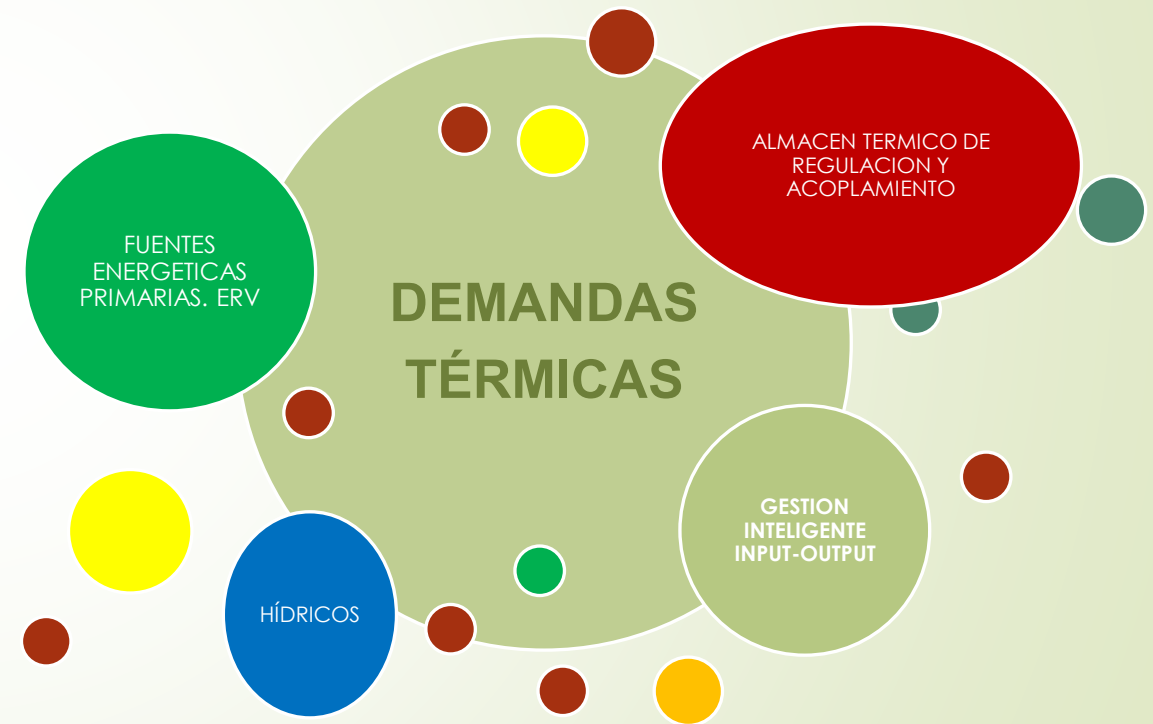 ALMACEN TERMICO DE
REGULACION Y
ACOPLAMIENTO
FUENTES
ENERGETICAS
PRIMARIAS. ERV
DEMANDAS
TÉRMICAS
GESTION
INTELIGENTE
INPUT-OUTPUT
HÍDRICOS